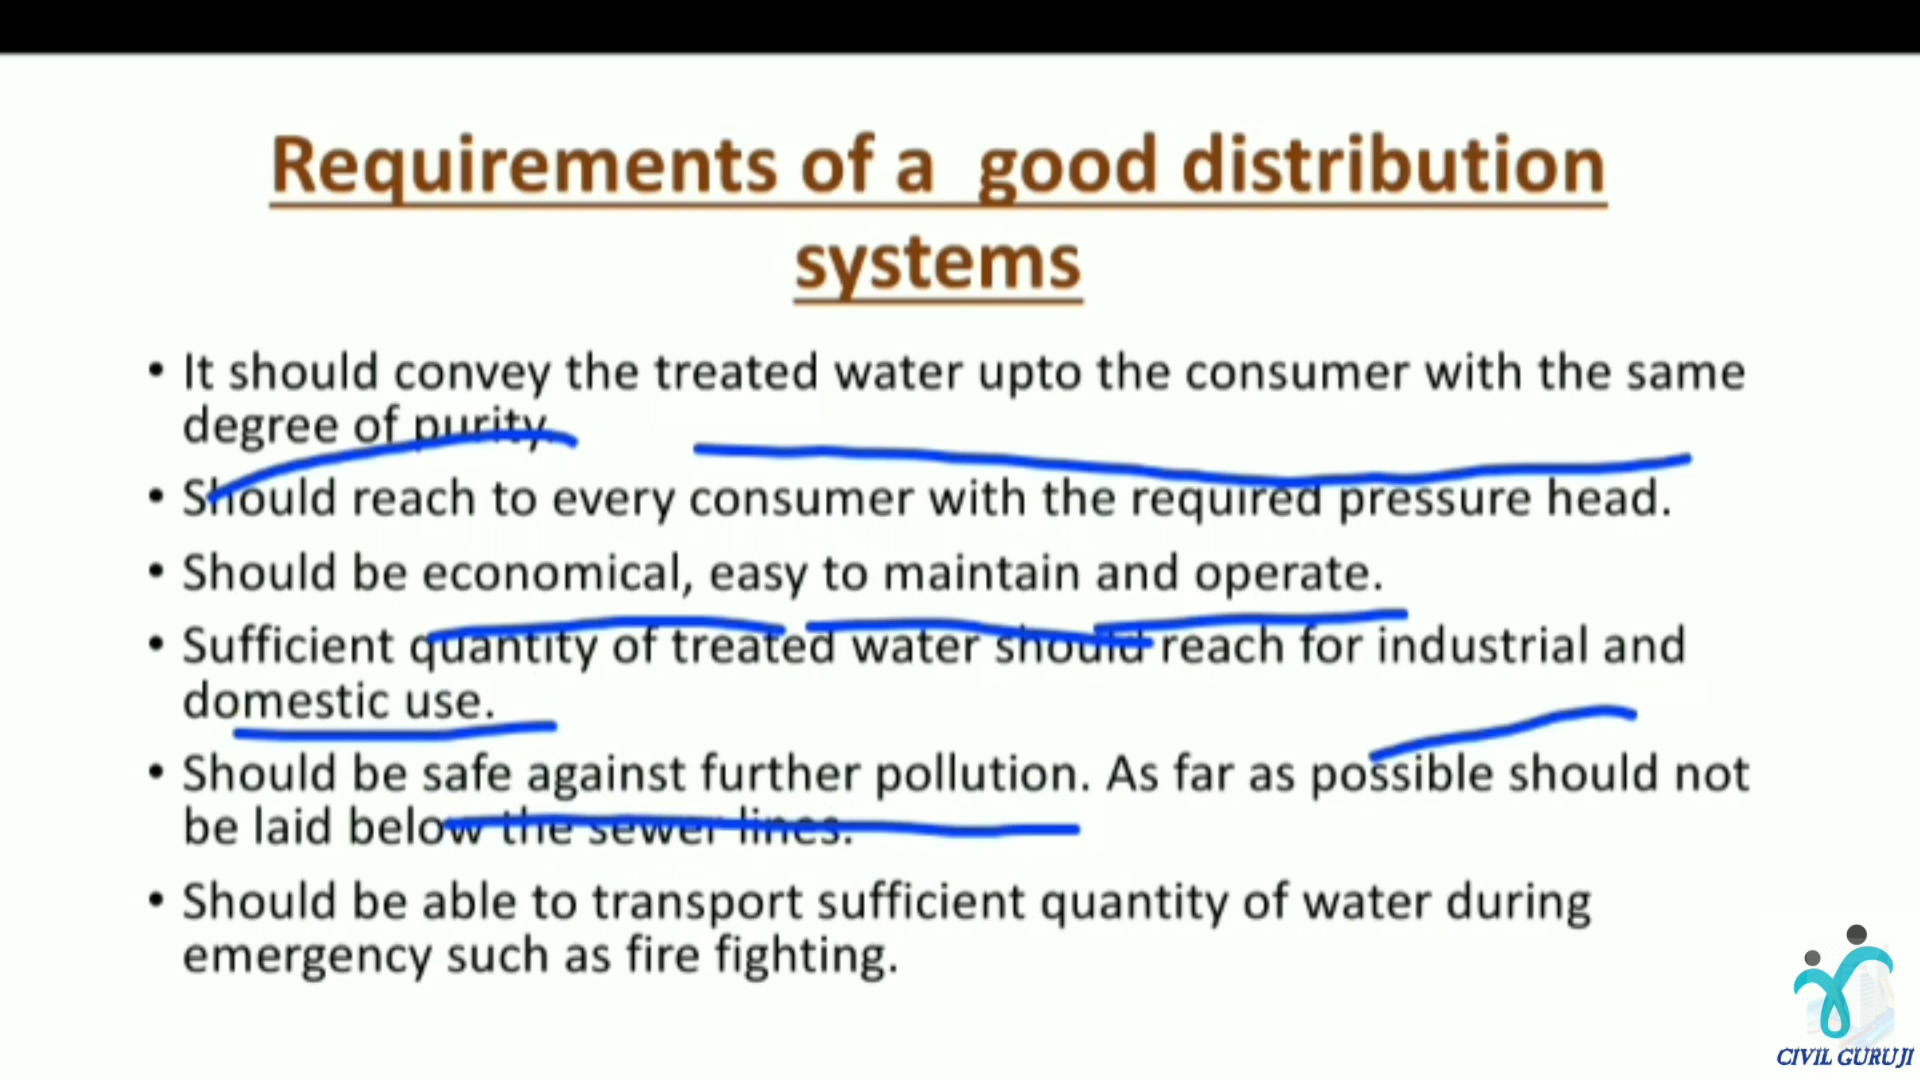 Requirements of a good distribution
systems
• It should convey the treated water upto the consumer with the same
degree of purity.
• Should reach to every consumer with the required pressure head.
• Should be economical, easy to maintain and operate.
• Sufficient quantity of treated water should reach for industrial and
domestic use.
• Should be safe against further pollution. As far as possible should not
be laid below the sewer lines.
• Should be able to transport sufficient quantity of water during
emergency such as fire fighting.
CIVIL GURUJI